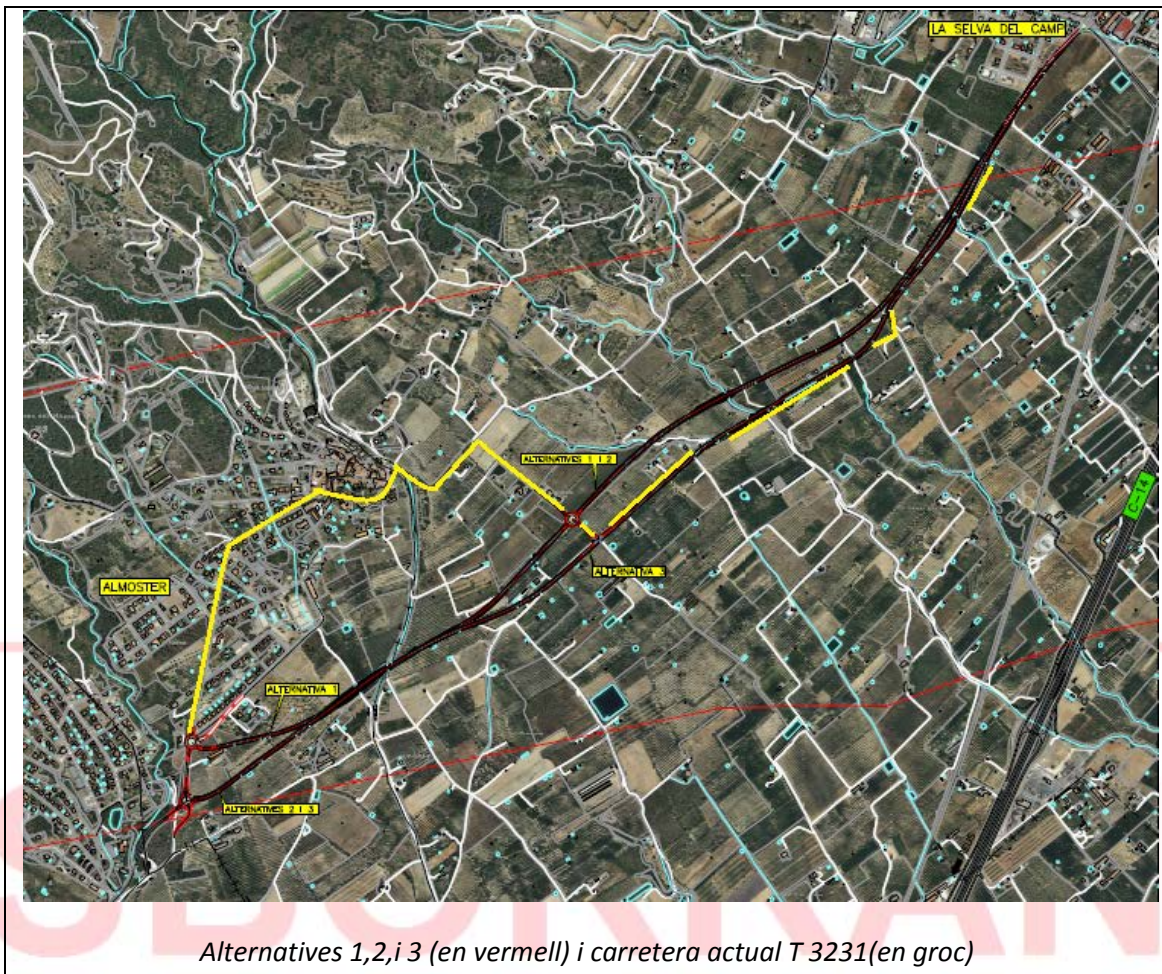 LA SELVA DEL CAMP
ALTERNATIVES 1 I 2
C-14
ALTERNATIVA 3
ALMOSTER
ALTERNATIVA 1
ALTERNATIVES 2 I 3
Alternatives 1,2,i 3 (en vermell) i carretera actual T 3231(en groc)